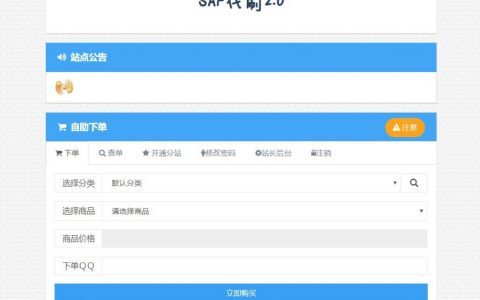 SAF代刷2.0
站点公告
自助下单
注意
下单 查单 开通分站 修改密码 站长后台 注销
选择分类 默认分类
选择商品 请选择商品
商品价格
下单QQ
立即购买